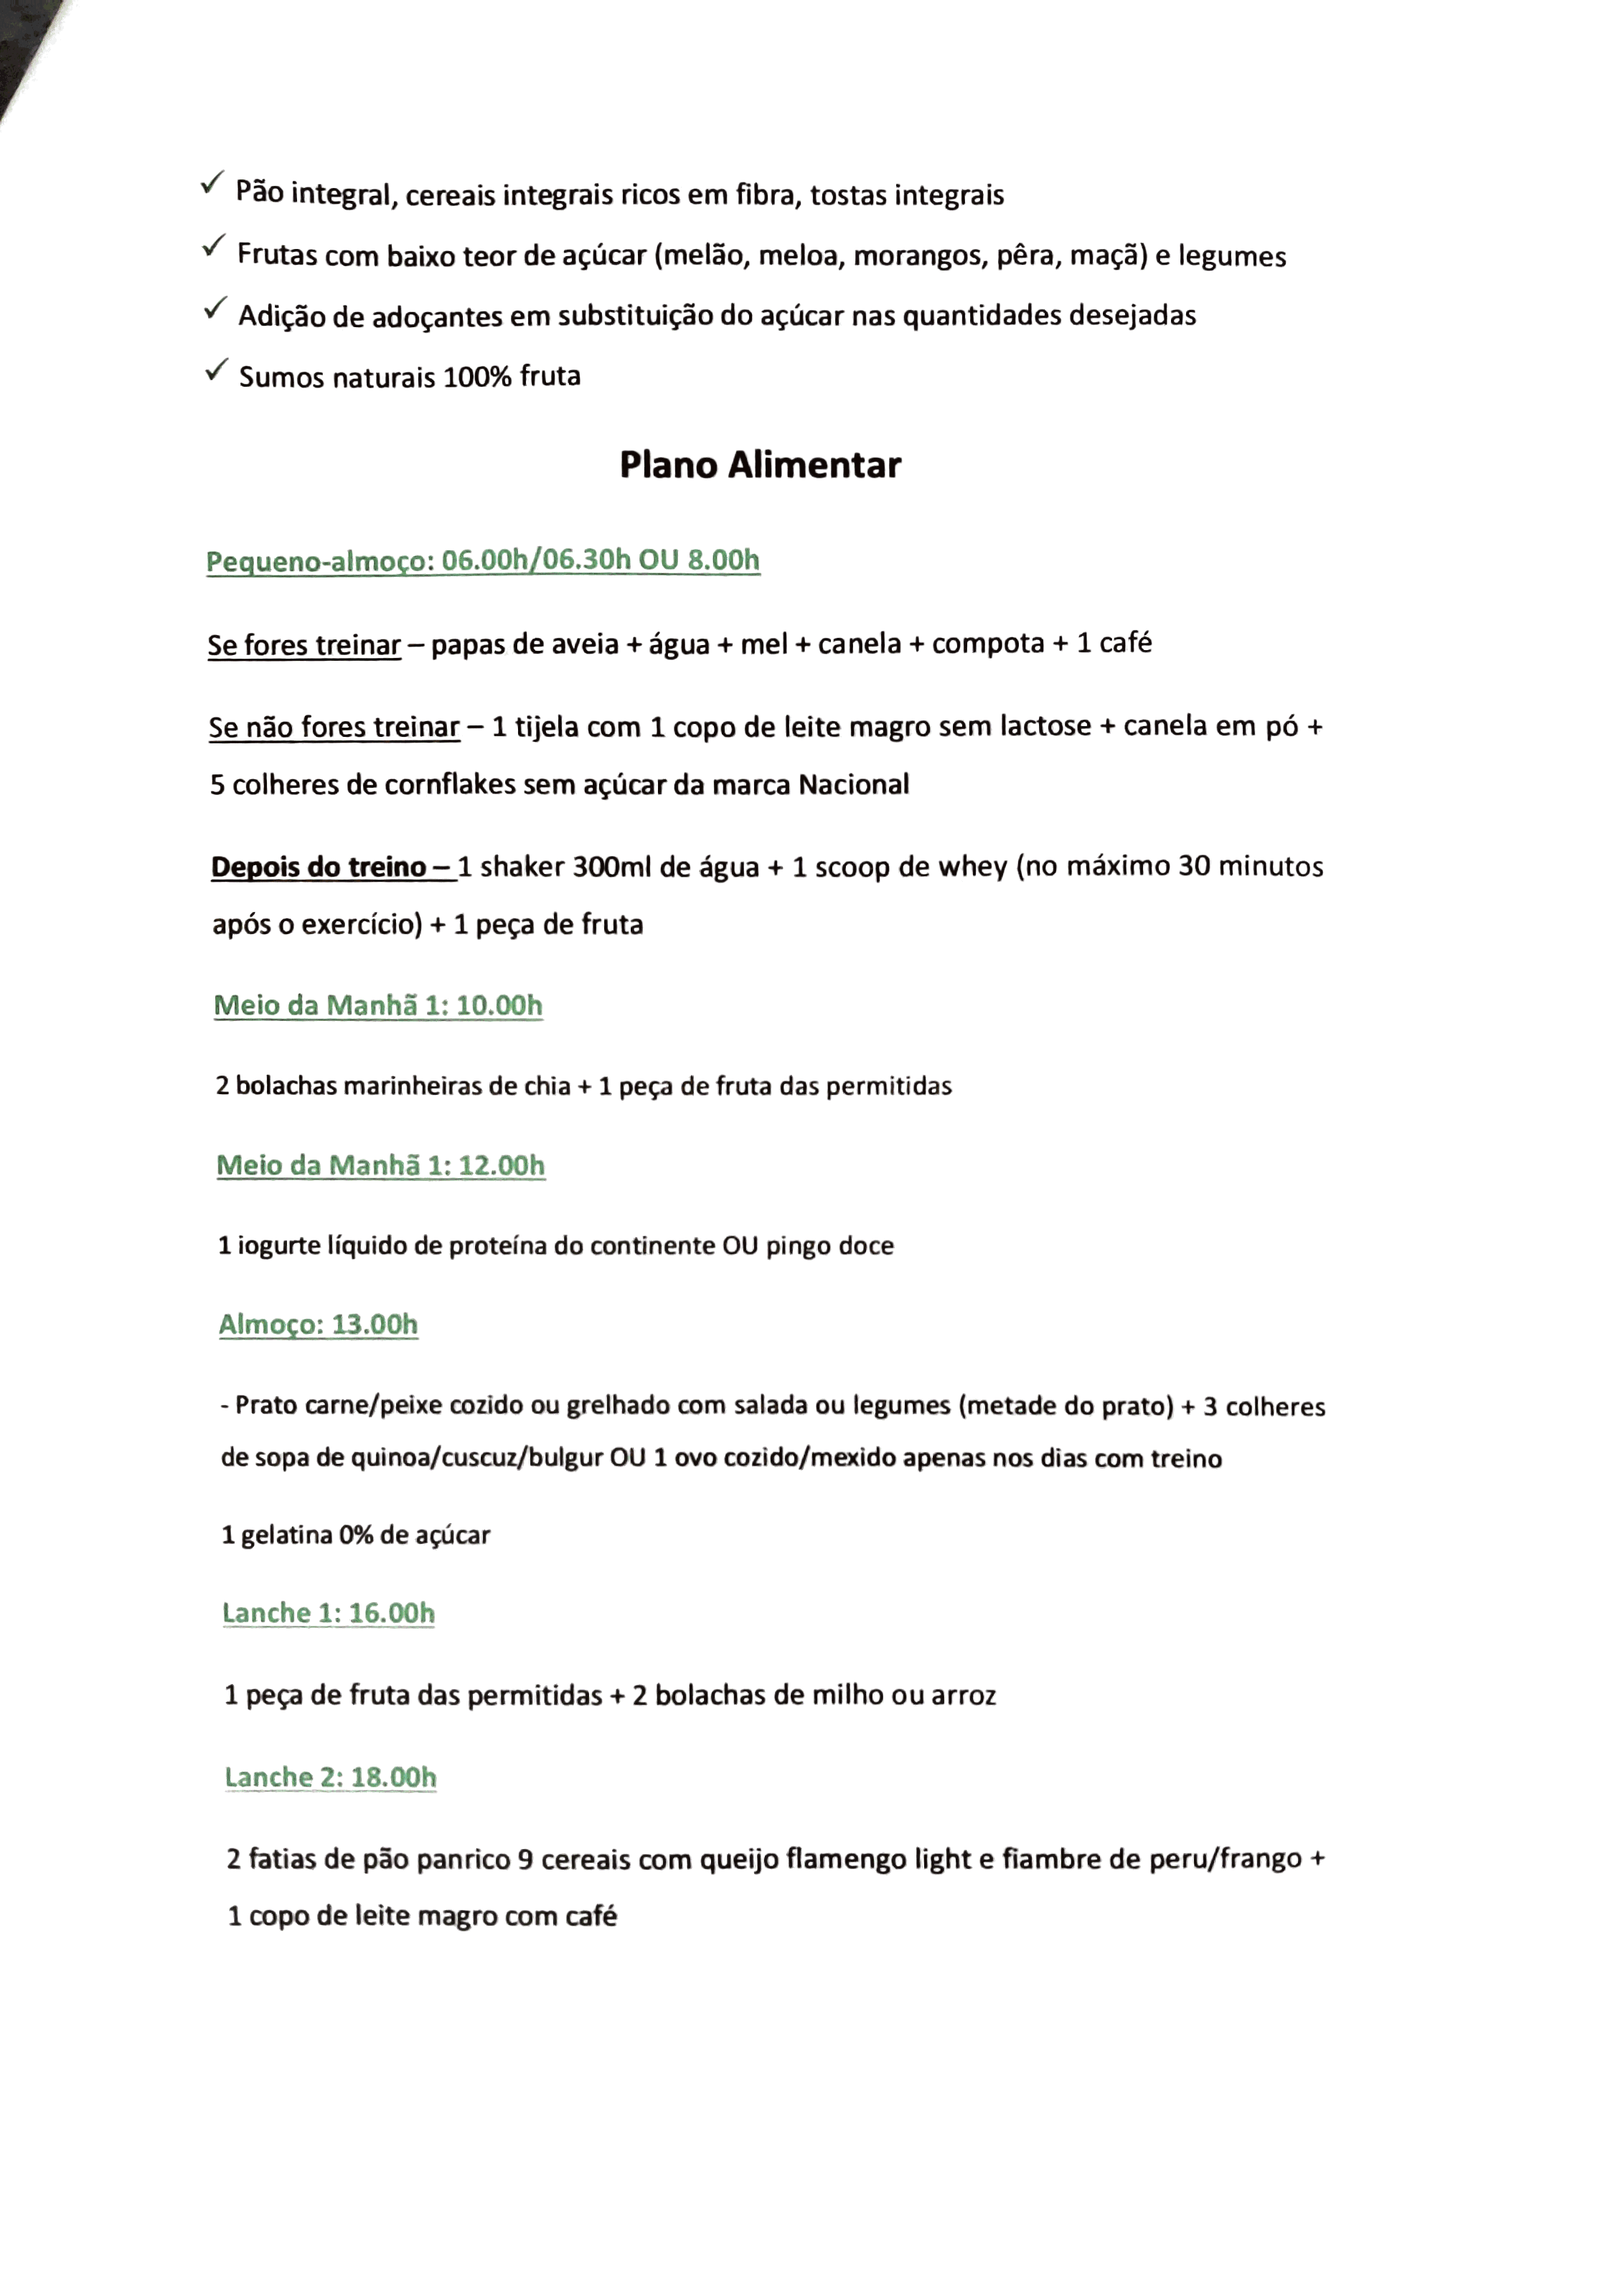 ✓ Pão integral, cereais integrais ricos em fibra, tostas integrais
✓ Frutas com baixo teor de açúcar (melão, meloa, morangos, pêra, maçã) e legumes
✓ Adição de adoçantes em substituição do açúcar nas quantidades desejadas
✓ Sumos naturais 100% fruta
Plano Alimentar
Pequeno-almoço: 06.00h/06.30h OU 8.00h
Se fores treinar – papas de aveia + água + mel + canela + compota + 1 café
Se não fores treinar – 1 tijela com 1 copo de leite magro sem lactose + canela em pó +
5 colheres de cornflakes sem açúcar da marca Nacional
Depois do treino – 1 shaker 300ml de água + 1 scoop de whey (no máximo 30 minutos
após o exercício) + 1 peça de fruta
Meio da Manhã 1: 10.00h
2 bolachas marinheiras de chia + 1 peça de fruta das permitidas
Meio da Manhã 1: 12.00h
1 iogurte líquido de proteína do continente OU pingo doce
Almoço: 13.00h
- Prato carne/peixe cozido ou grelhado com salada ou legumes (metade do prato) + 3 colheres
de sopa de quinoa/cuscuz/bulgur OU 1 ovo cozido/mexido apenas nos dias com treino
1 gelatina 0% de açúcar
Lanche 1: 16.00h
1 peça de fruta das permitidas + 2 bolachas de milho ou arroz
Lanche 2: 18.00h
2 fatias de pão panrico 9 cereais com queijo flamengo light e fiambre de peru/frango +
1 copo de leite magro com café